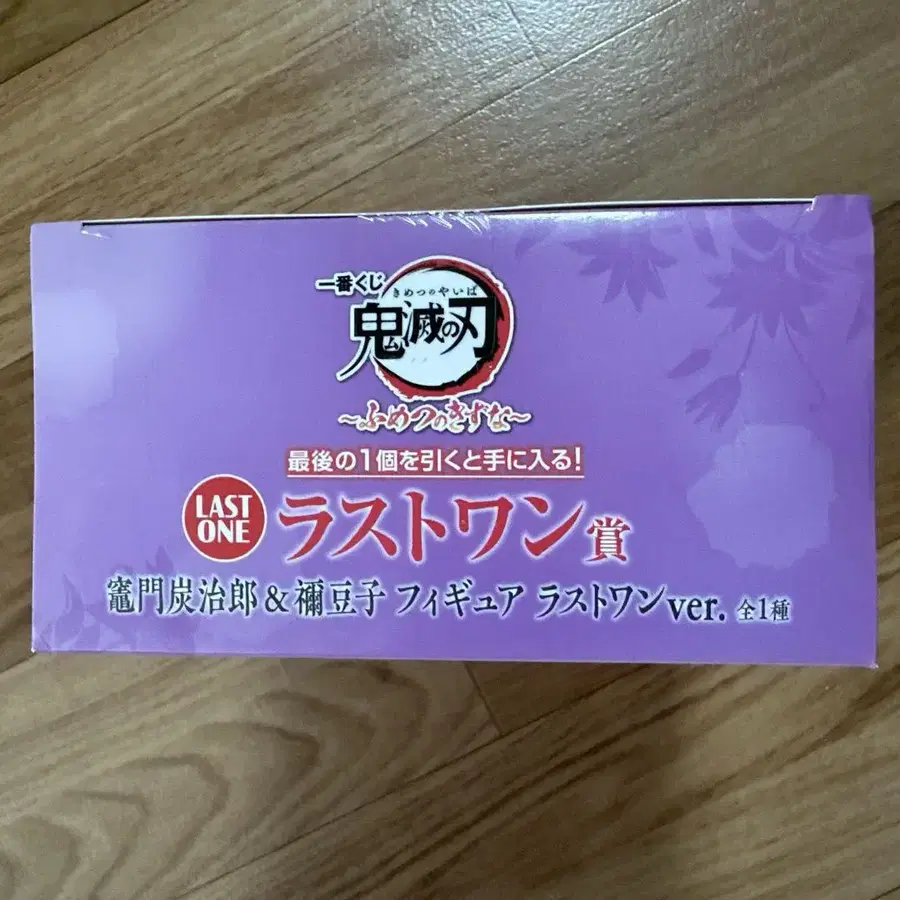 一番くじ
きめつのやいば
鬼滅の刃
～ふめつのきずな～
最後の1個を引くと手に入る!
LAST ONE ラストワン賞
竈門炭治郎&禰豆子 フィギュア ラストワンver. 全1種